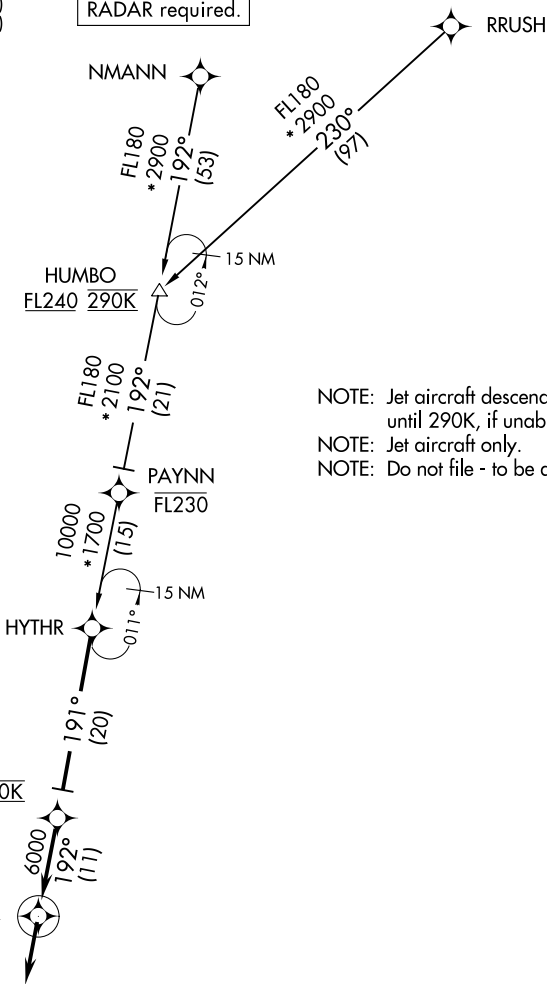 RADAR required.
RRUSH
NMANN
FL180
*2900
230°
(97)
FL180
*2900
192°
(53)
15 NM
012°
HUMBO
FL240 290K
FL180
*2100
192°
(21)
NOTE: Jet aircraft descend
until 290K, if unab
NOTE: Jet aircraft only.
NOTE: Do not file - to be a
PAYNN
FL230
10000
*1700
(15)
15 NM
011°
HYTHR
191°
(20)
0K
6000
192°
(11)